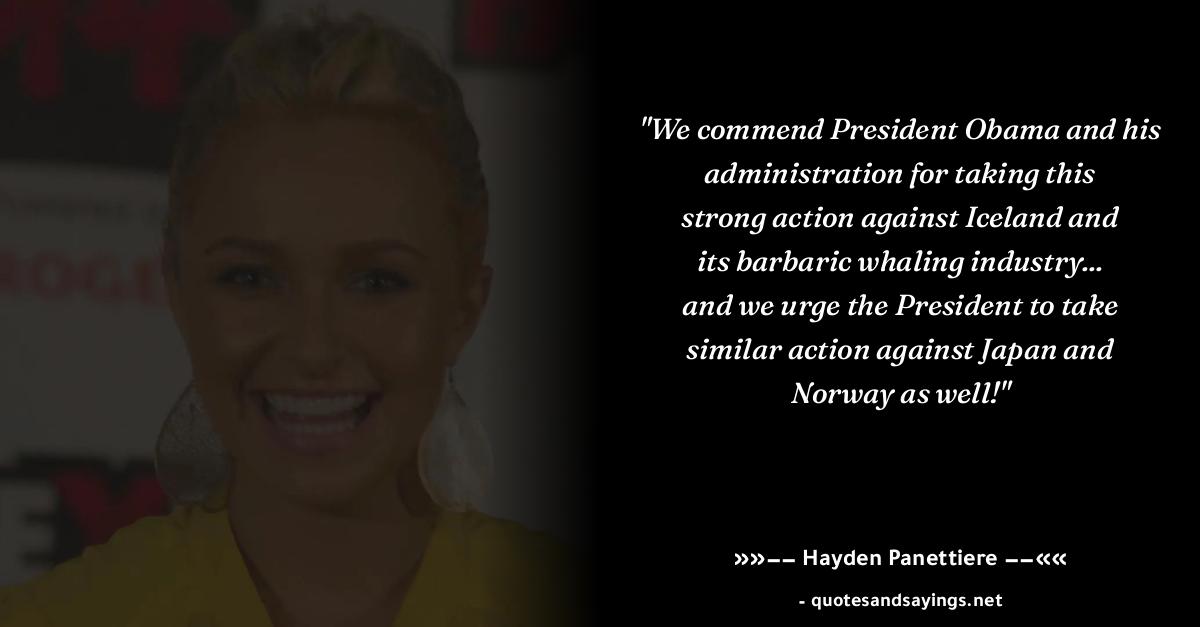 "We commend President Obama and his
administration for taking this
strong action against Iceland and
its barbaric whaling industry...
and we urge the President to take
similar action against Japan and
Norway as well!"
»»–– Hayden Panettiere ––««
- quotesandsayings.net